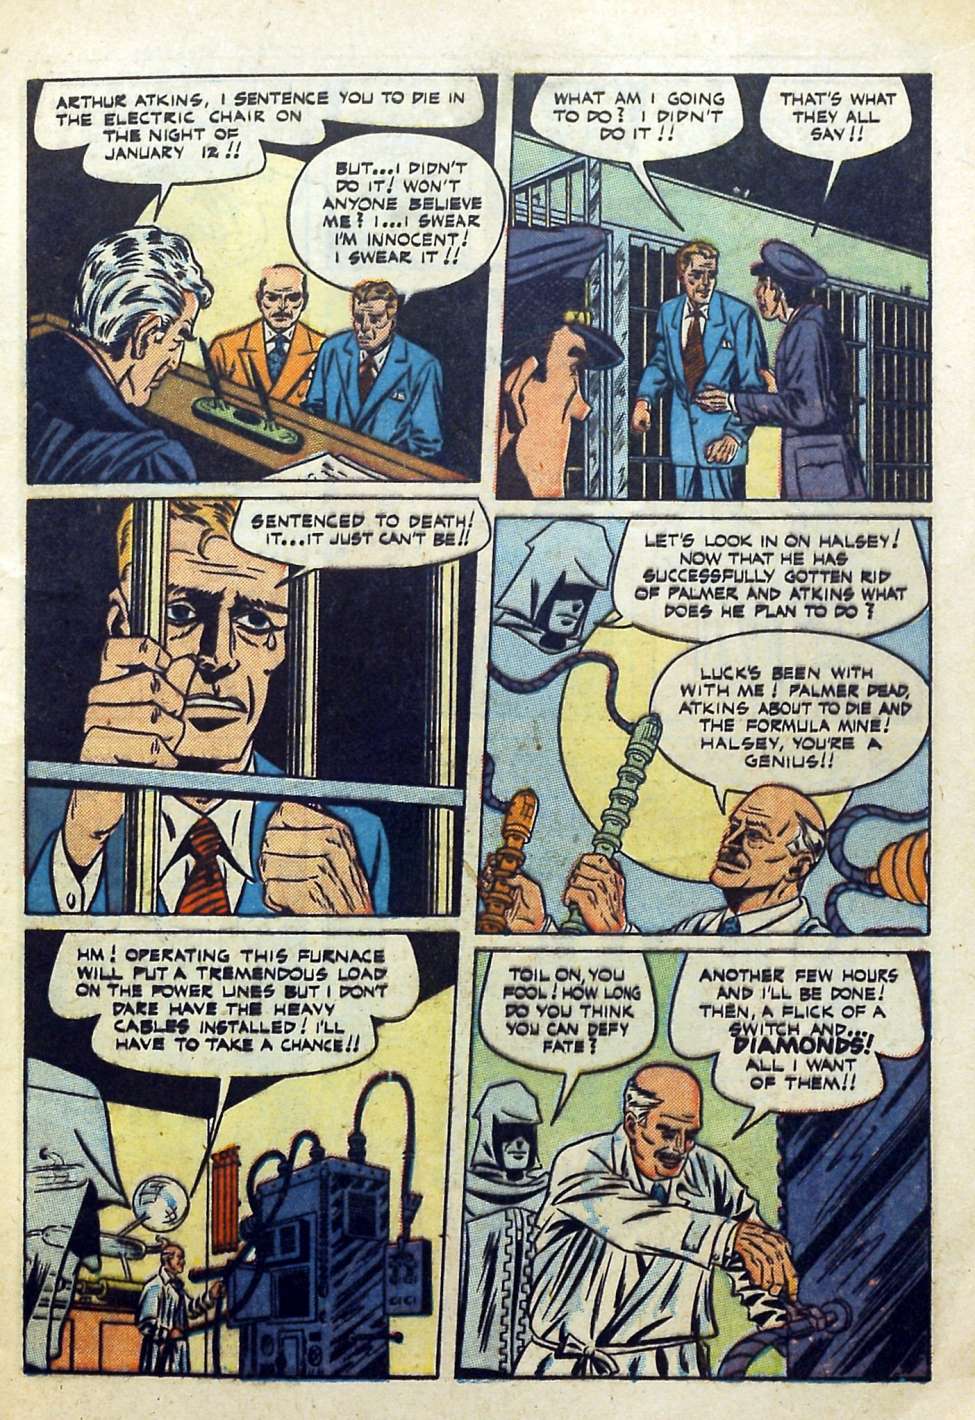 ARTHUR ATKINS, I SENTENCE YOU TO DIE IN
THE ELECTRIC CHAIR ON
THE NIGHT OF
JANUARY 12!!
BUT...I DIDN'T
DO IT! WON'T
ANYONE BELIEVE
ME? I...I SWEAR
I'M INNOCENT!
I SWEAR IT!!
WHAT AM I GOING
TO DO? I DIDN'T
DO IT!!
THAT'S WHAT
THEY ALL
SAY!!
SENTENCED TO DEATH!
IT...IT JUST CAN'T BE!!
LET'S LOOK IN ON HALSEY!
NOW THAT HE HAS
SUCCESSFULLY GOTTEN RID
OF PALMER AND ATKINS WHAT
DOES HE PLAN TO DO?
LUCK'S BEEN WITH
WITH ME! PALMER DEAD,
ATKINS ABOUT TO DIE AND
THE FORMULA MINE!
HALSEY, YOU'RE A
GENIUS!!
HM! OPERATING THIS FURNACE
WILL PUT A TREMENDOUS LOAD
ON THE POWER LINES BUT I DON'T
DARE HAVE THE HEAVY
CABLES INSTALLED! I'LL
HAVE TO TAKE A CHANCE!!
TOIL ON, YOU
FOOL! HOW LONG
DO YOU THINK
YOU CAN DEFY
FATE?
ANOTHER FEW HOURS
AND I'LL BE DONE!
THEN, A FLICK OF A
SWITCH AND...
DIAMONDS!
ALL I WANT
OF THEM!!